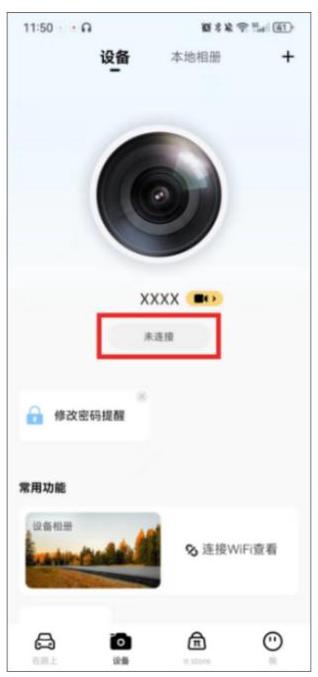 11:50
41
设备
本地相册
+
XXXX
未连接
修改密码提醒
常用功能
设备相册
连接WiFi查看
在路上
设备
π store
我